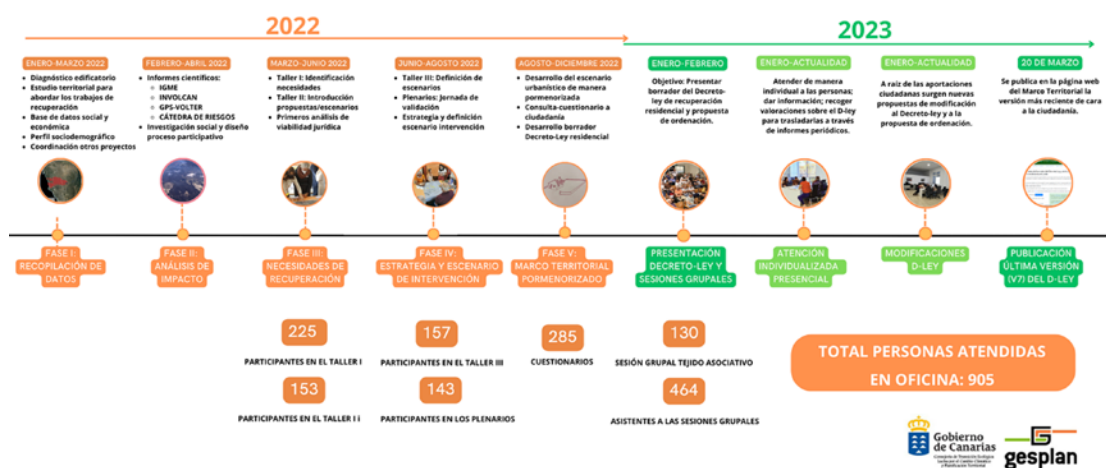 2022
2023
ENERO-MARZO 2022
Diagnóstico edificatorio
Estudio territorial para
abordar los trabajos de
recuperación
Base de datos social y
económica
Perfil sociodemográfico
Coordinación otros proyectos
FEBRERO-ABRIL 2022
Informes científicos:
IGME
INVOLCAN
GPS-VOLTER
CÁTEDRA DE RIESGOS
Investigación social y diseño
proceso participativo
MARZO-JUNIO 2022
Taller I: Identificación
necesidades
Taller II: Introducción
propuestas/escenarios
Primeros análisis de
viabilidad jurídica
JUNIO-AGOSTO 2022
Taller III: Definición de
escenarios
Plenarios: Jornada de
validación
Estrategia y definición
escenario intervención
AGOSTO-DICIEMBRE 2022
Desarrollo del escenario
urbanístico de manera
pormenorizada
Consulta-cuestionario a
ciudadanía
Desarrollo borrador
Decreto-Ley residencial
ENERO-FEBRERO
Objetivo: Presentar
borrador del Decreto-
ley de recuperación
residencial y propuesta
de ordenación.
ENERO-ACTUALIDAD
Atender de manera
individual a las personas;
dar información; recoger
valoraciones sobre el D-ley
para trasladarlas a través
de informes periódicos.
ENERO-ACTUALIDAD
A raíz de las aportaciones
ciudadanas surgen nuevas
propuestas de modificación
al Decreto-ley y a la
propuesta de ordenación.
20 DE MARZO
Se publica en la página web
del Marco Territorial la
versión más reciente de cara
a la ciudadanía.
FASE I:
RECOPILACIÓN DE
DATOS
FASE II:
ANÁLISIS DE
IMPACTO
FASE III:
NECESIDADES DE
RECUPERACIÓN
FASE IV:
ESTRATEGIA Y ESCENARIO
DE INTERVENCIÓN
FASE V:
MARCO TERRITORIAL
PORMENORIZADO
PRESENTACIÓN
DECRETO-LEY Y
SESIONES GRUPALES
ATENCIÓN
INDIVIDUALIZADA
PRESENCIAL
MODIFICACIONES
D-LEY
PUBLICACIÓN
ÚLTIMA VERSIÓN
(V7) DEL D-LEY
225
PARTICIPANTES EN EL TALLER I
153
PARTICIPANTES EN EL TALLER I i
157
PARTICIPANTES EN EL TALLER III
143
PARTICIPANTES EN LOS PLENARIOS
285
CUESTIONARIOS
130
SESIÓN GRUPAL TEJIDO ASOCIATIVO
464
ASISTENTES A LAS SESIONES GRUPALES
TOTAL PERSONAS ATENDIDAS
EN OFICINA: 905
Gobierno
de Canarias
gesplan